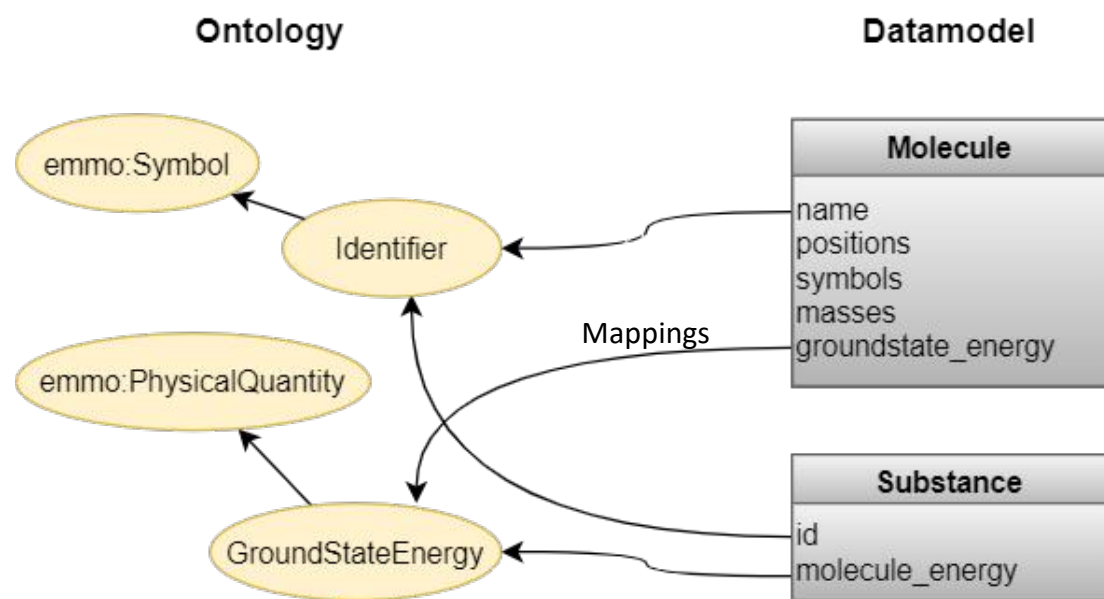 Ontology
Datamodel
emmo:Symbol
Identifier
emmo:PhysicalQuantity
GroundStateEnergy
Mappings
Molecule
name
positions
symbols
masses
groundstate_energy
Substance
id
molecule_energy